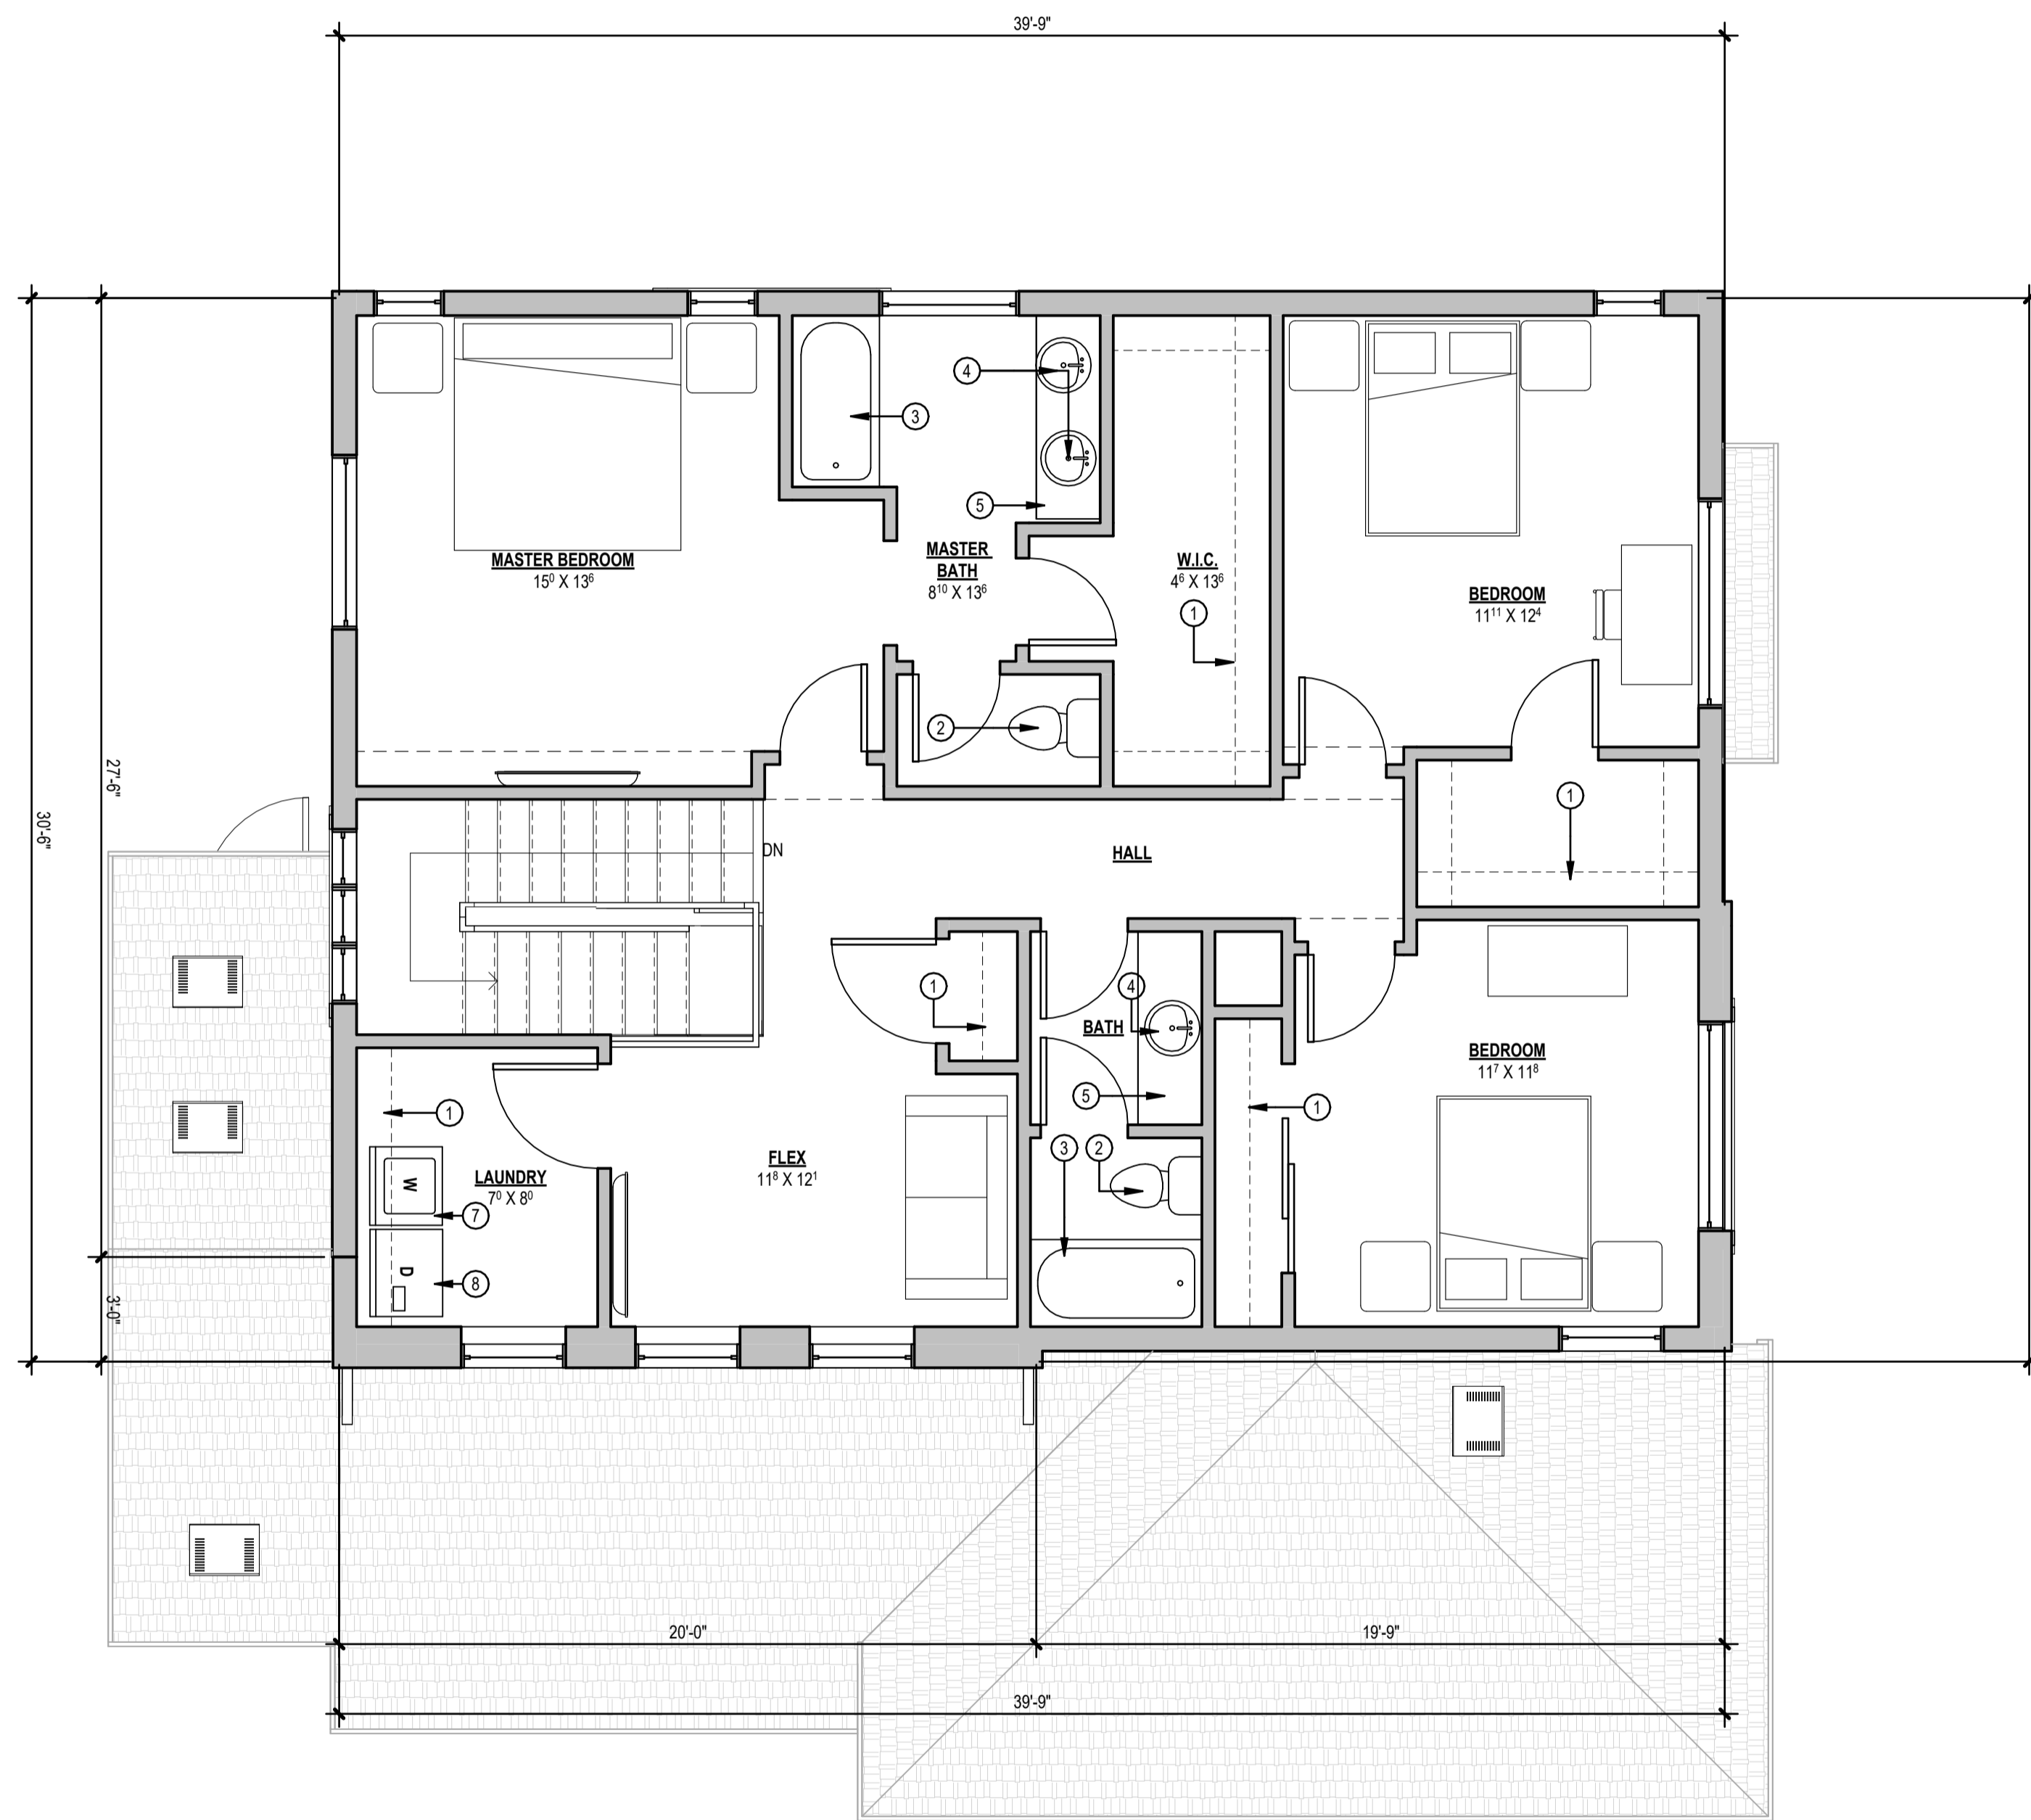 39'-9"
4
3
5
MASTER BEDROOM
15⁰ X 13⁶
MASTER
BATH
8¹⁰ X 13⁶
W.I.C.
4⁶ X 13⁶
1
BEDROOM
11¹¹ X 12⁴
2
27'-6"
30'-6"
1
DN
HALL
1
4
BATH
BEDROOM
11⁷ X 11⁸
5
1
1
3
2
FLEX
11⁸ X 12¹
LAUNDRY
7⁰ X 8⁰
W
7
D
8
3'-0"
20'-0"
19'-9"
39'-9"